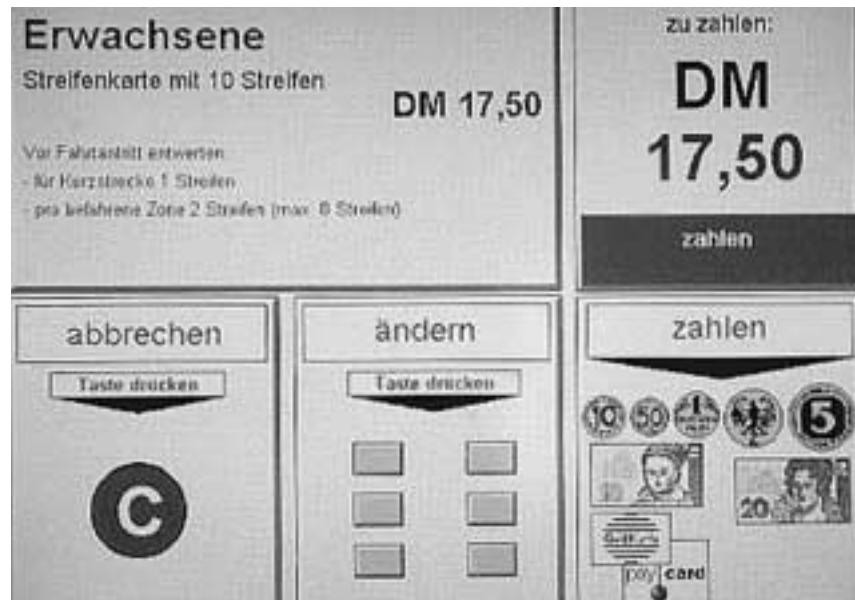 Erwachsene
Streifenkarte mit 10 Streifen
DM 17,50
Vor Fahrtantritt entwerten
- für Kurzstrecke 1 Streifen
- pro befahrene Zone 2 Streifen (max. 8 Streifen)
zu zahlen:
DM
17,50
zahlen
abbrechen
Taste drücken
C
ändern
Taste drücken
zahlen
10 50 1 5
10
20
pay card